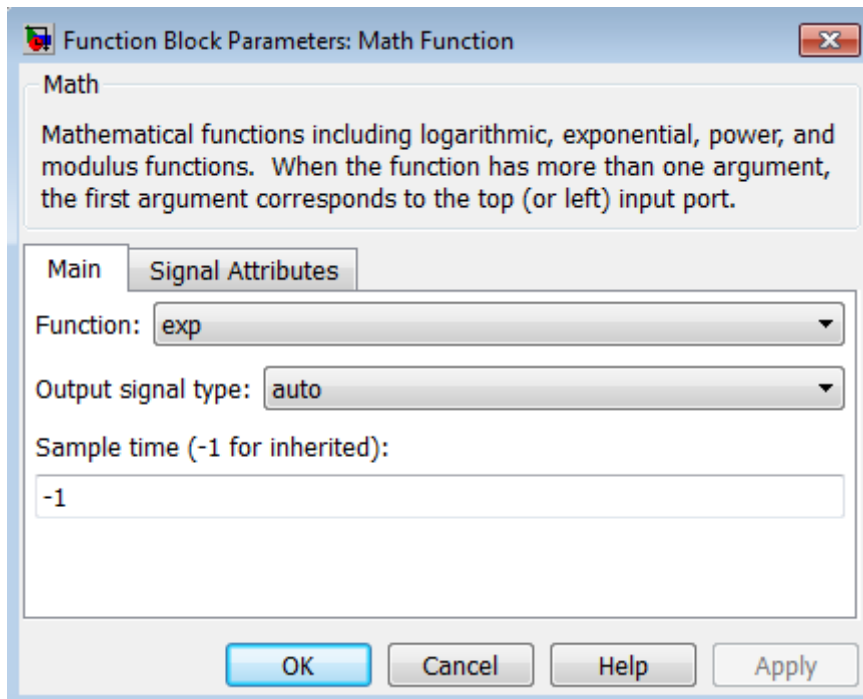 Function Block Parameters: Math Function
Math
Mathematical functions including logarithmic, exponential, power, and
modulus functions.  When the function has more than one argument,
the first argument corresponds to the top (or left) input port.
Main Signal Attributes
Function: exp
Output signal type: auto
Sample time (-1 for inherited):
-1
OK Cancel Help Apply